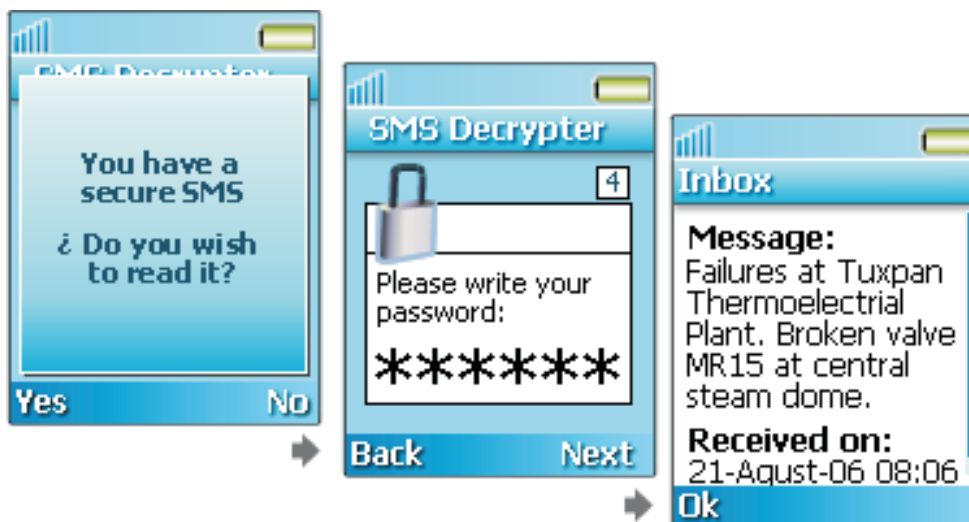 SMS Decrypter
You have a
secure SMS
¿ Do you wish
to read it?
Yes No
SMS Decrypter
4
Please write your
password:
******
Back Next
Inbox
Message:
Failures at Tuxpan
Thermoelectrial
Plant. Broken valve
MR15 at central
steam dome.
Received on:
21-Agust-06 08:06
Ok